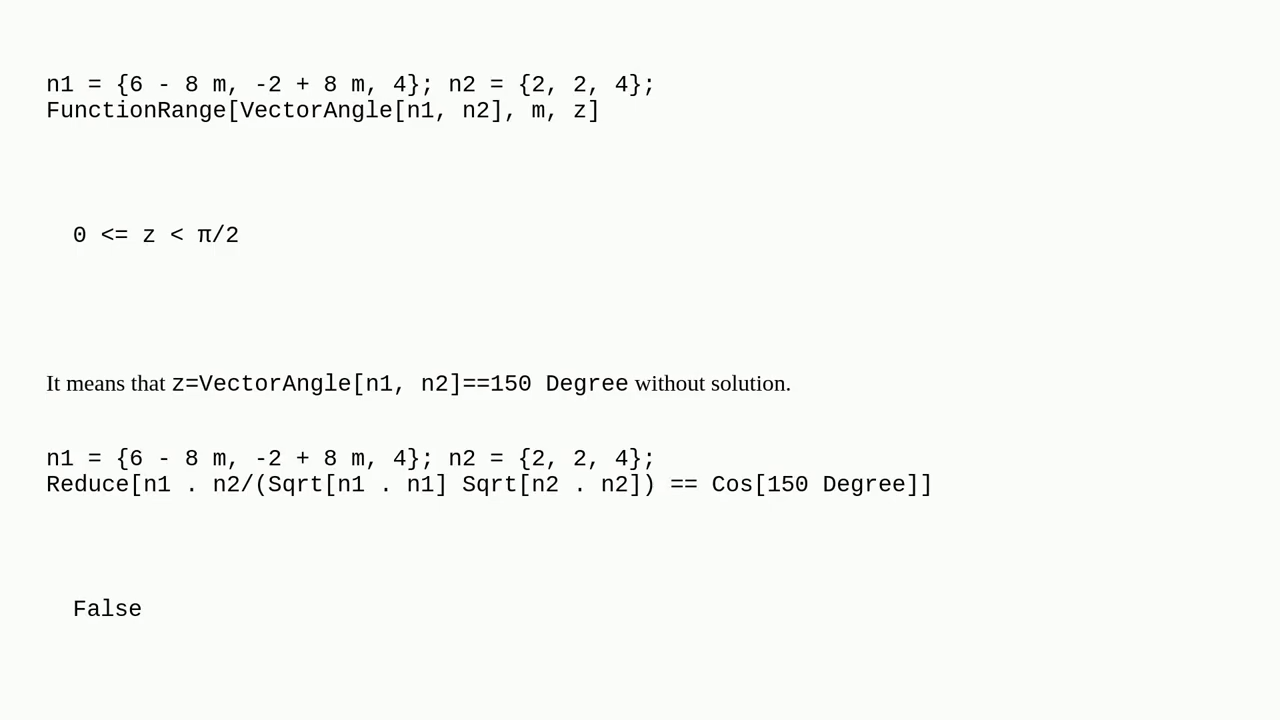 n1 = {6 - 8 m, -2 + 8 m, 4}; n2 = {2, 2, 4};
FunctionRange[VectorAngle[n1, n2], m, z]
0 <= z < π/2
It means that z=VectorAngle[n1, n2]==150 Degree without solution.
n1 = {6 - 8 m, -2 + 8 m, 4}; n2 = {2, 2, 4};
Reduce[n1 . n2/(Sqrt[n1 . n1] Sqrt[n2 . n2]) == Cos[150 Degree]]
False